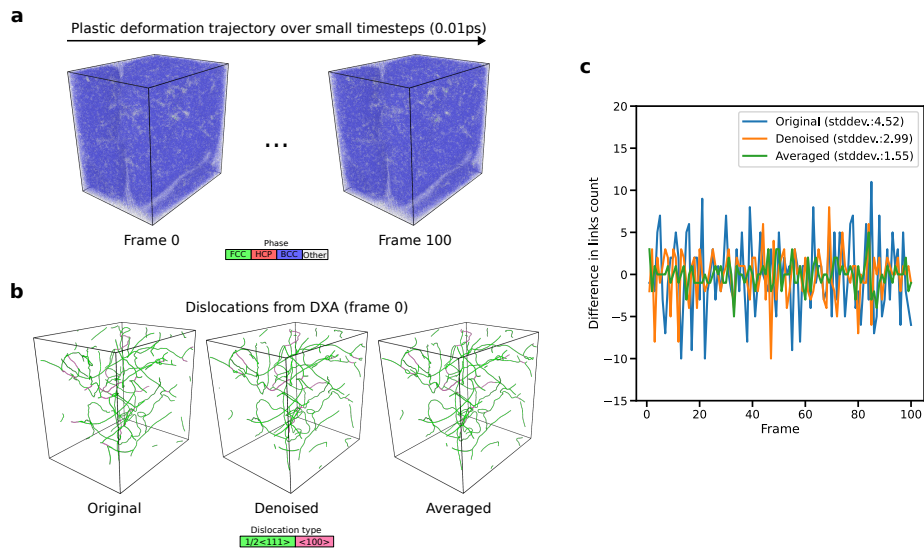 a
Plastic deformation trajectory over small timesteps (0.01ps)
...
Frame 0
Frame 100
Phase
FCC HCP BCC Other
b
Dislocations from DXA (frame 0)
Original
Denoised
Averaged
Dislocation type
1/2<111> <100>
c
Difference in links count
20
15
10
5
0
−5
−10
−15
Original (stddev.:4.52)
Denoised (stddev.:2.99)
Averaged (stddev.:1.55)
0 20 40 60 80 100
Frame